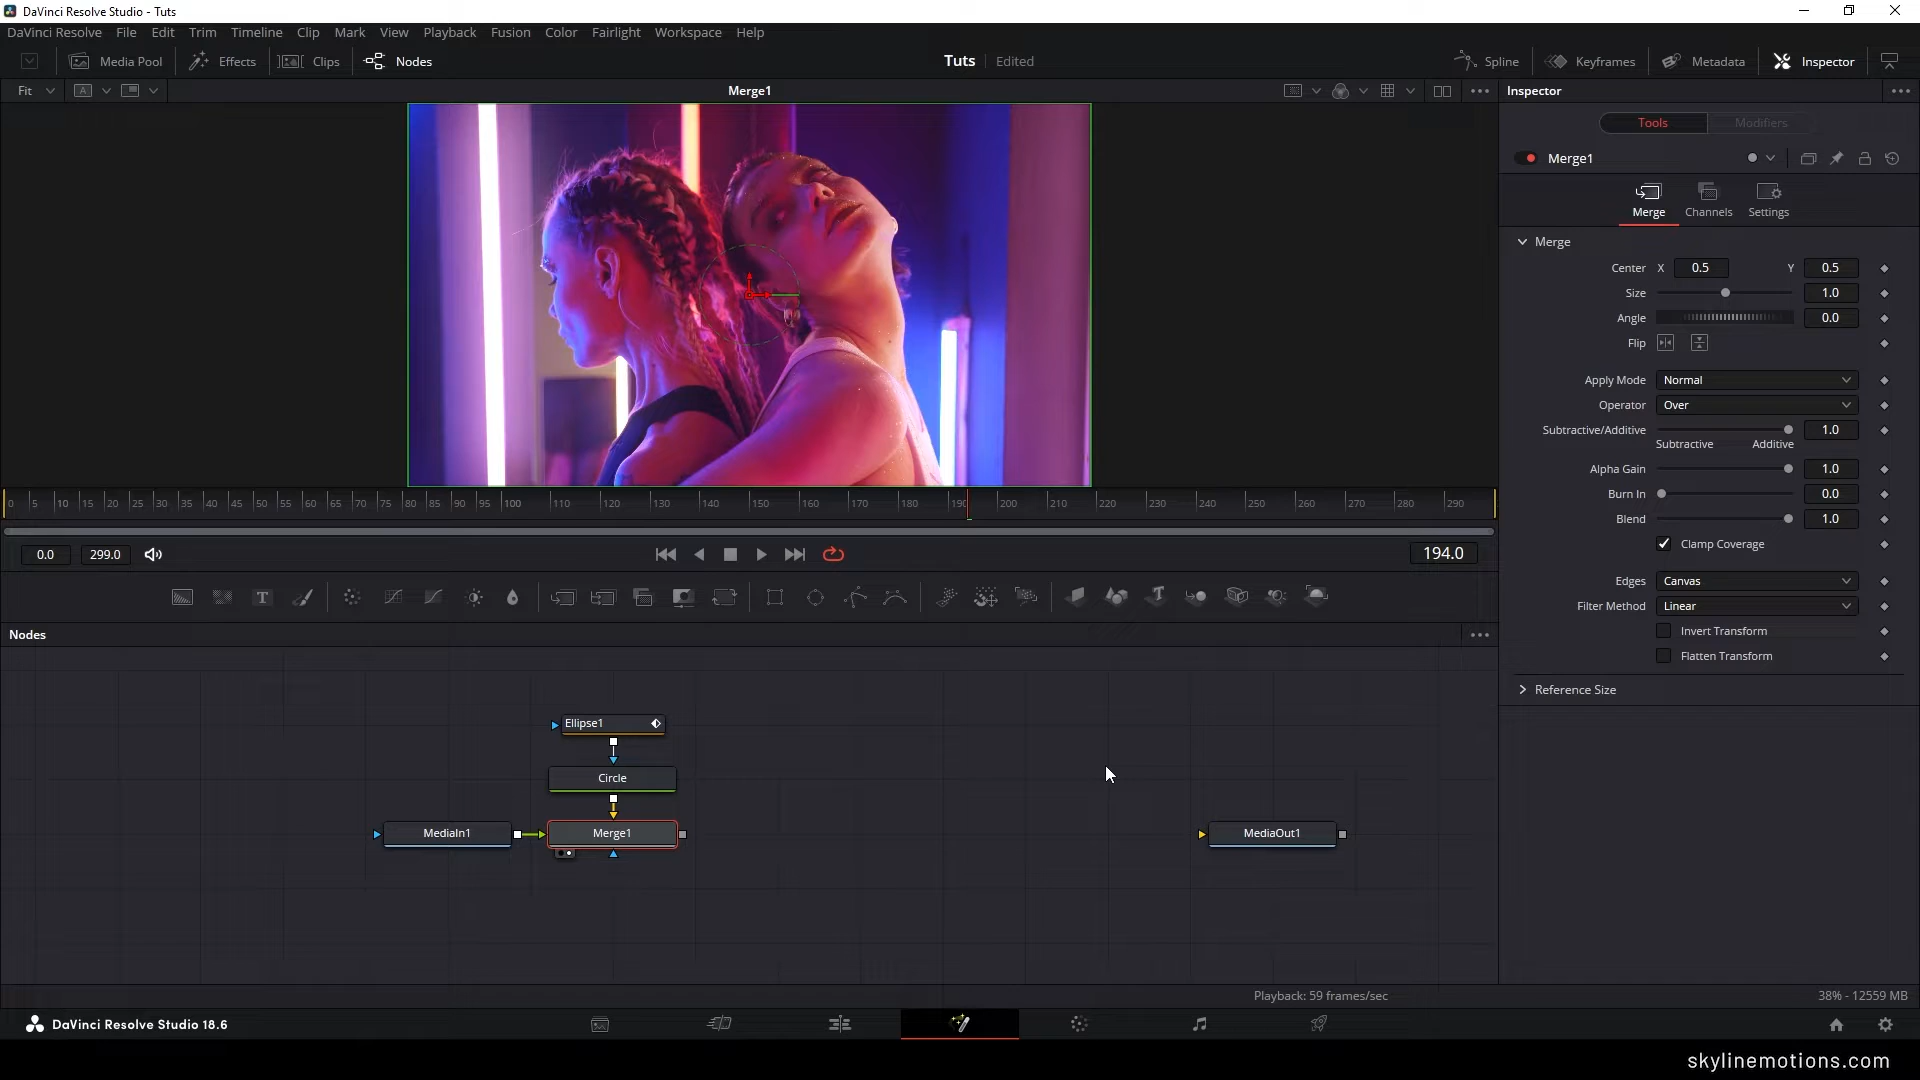 DaVinci Resolve Studio - Tuts
DaVinci Resolve File Edit Trim Timeline Clip Mark View Playback Fusion Color Fairlight Workspace Help
Media Pool Effects Clips Nodes Tuts Edited Spline Keyframes Metadata Inspector
Fit A Merge1 Inspector
Tools Modifiers
Merge1
Merge Channels Settings
Merge
Center X 0.5 Y 0.5
Size 1.0
Angle 0.0
Flip
Apply Mode Normal
Operator Over
Subtractive/Additive 1.0
Subtractive Additive
Alpha Gain 1.0
Burn In 0.0
Blend 1.0
Clamp Coverage
Edges Canvas
Filter Method Linear
Invert Transform
Flatten Transform
Reference Size
0 5 10 15 20 25 30 35 40 45 50 55 60 65 70 75 80 85 90 95 100 110 120 130 140 150 160 170 180 190 200 210 220 230 240 250 260 270 280 290
0.0 299.0 194.0
T
Nodes
Ellipse1
Circle
MediaIn1 Merge1 MediaOut1
Playback: 59 frames/sec 38% - 12559 MB
DaVinci Resolve Studio 18.6
skylinemotions.com